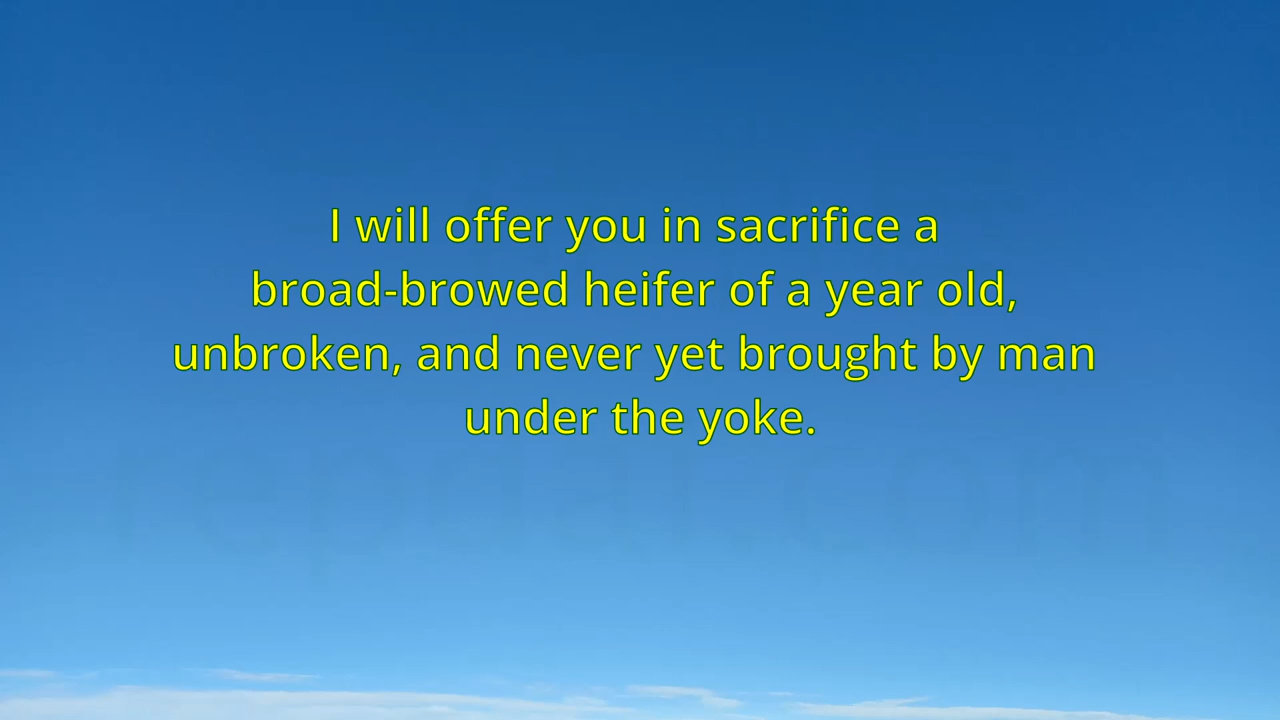 I will offer you in sacrifice a
broad-browed heifer of a year old,
unbroken, and never yet brought by man
under the yoke.